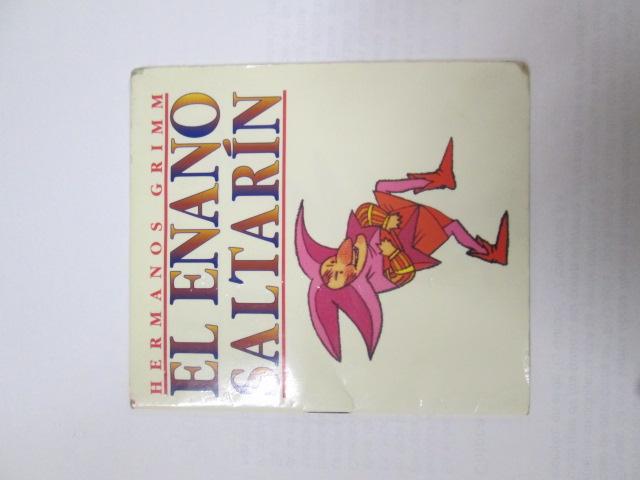 HERMANOS GRIMM
EL ENANO
SALTARÍN